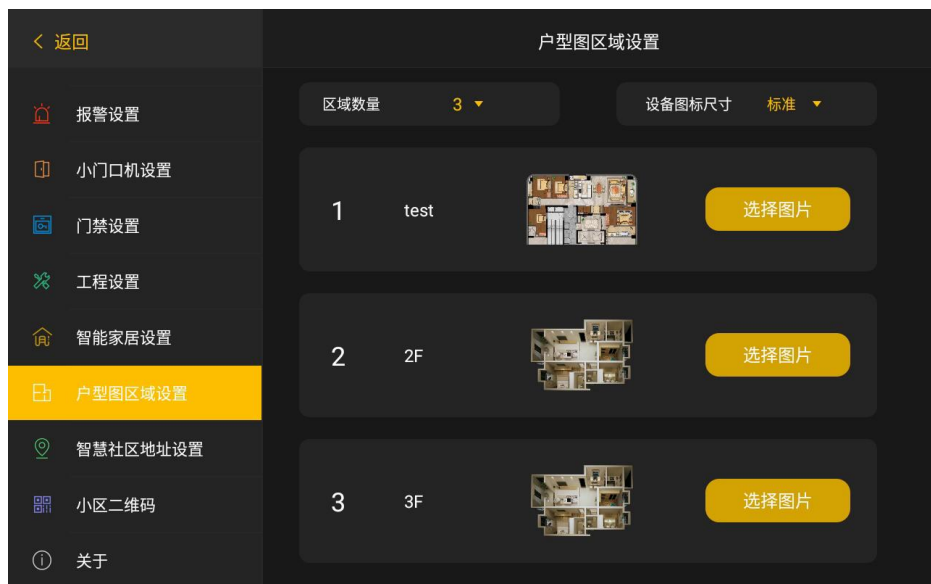 返回
户型图区域设置
报警设置
小门口机设置
门禁设置
工程设置
智能家居设置
户型图区域设置
智慧社区地址设置
小区二维码
关于
区域数量 3
设备图标尺寸 标准
1 test 选择图片
2 2F 选择图片
3 3F 选择图片